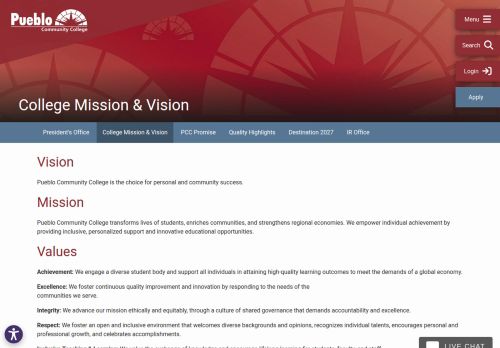 Pueblo
Community College
Menu
Search
Login
Apply
College Mission & Vision
President's Office
College Mission & Vision
PCC Promise
Quality Highlights
Destination 2027
IR Office
Vision
Pueblo Community College is the choice for personal and community success.
Mission
Pueblo Community College transforms lives of students, enriches communities, and strengthens regional economies. We empower individual achievement by
providing inclusive, personalized support and innovative educational opportunities.
Values
Achievement: We engage a diverse student body and support all individuals in attaining high-quality learning outcomes to meet the demands of a global economy.
Excellence: We foster continuous quality improvement and innovation by responding to the needs of the
communities we serve.
Integrity: We advance our mission ethically and equitably, through a culture of shared governance that demands accountability and excellence.
Respect: We foster an open and inclusive environment that welcomes diverse backgrounds and opinions, recognizes individual talents, encourages personal and
professional growth, and celebrates accomplishments.
LIVE CHAT